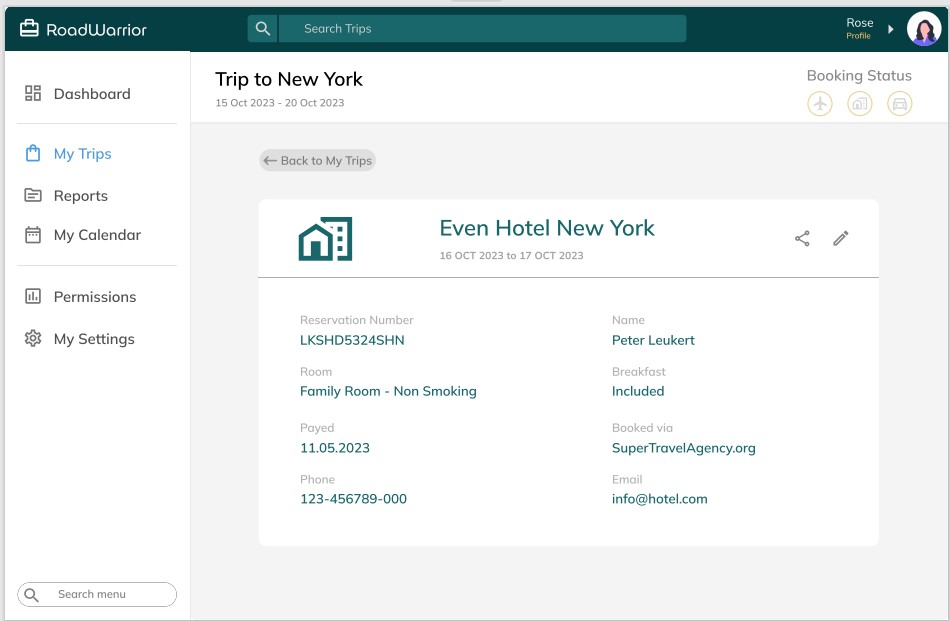 RoadWarrior
Search Trips
Rose
Profile
Dashboard
My Trips
Reports
My Calendar
Permissions
My Settings
Search menu
Trip to New York
15 Oct 2023 - 20 Oct 2023
Booking Status
← Back to My Trips
Even Hotel New York
16 OCT 2023 to 17 OCT 2023
Reservation Number
LKSHD5324SHN
Name
Peter Leukert
Room
Family Room - Non Smoking
Breakfast
Included
Payed
11.05.2023
Booked via
SuperTravelAgency.org
Phone
123-456789-000
Email
info@hotel.com